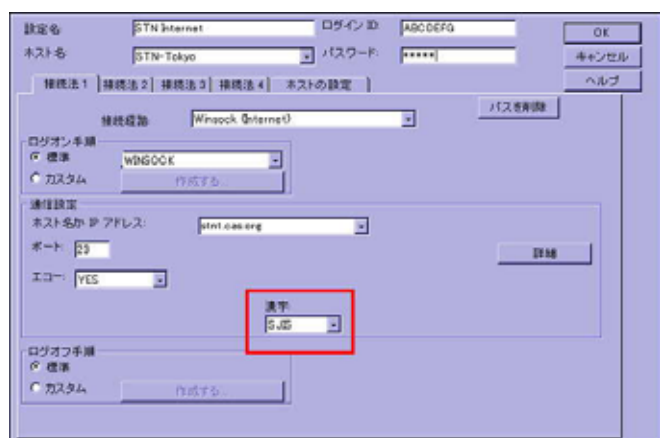 設定名: STN Internet ログイン ID: ABCDEFG OK
ホスト名: STN-Tokyo パスワード: *****| キャンセル
接続法1 接続法2 接続法3 接続法4 ホストの設定 ヘルプ
接続経路: Winsock (Internet) パスを削除
ログオン手順
標準 WINSOCK
カスタム 作成する...
通信設定
ホスト名か IP アドレス: stnt.cas.org
ポート: 23 詳細
エコー: YES
漢字:
SJIS
ログオフ手順
標準
カスタム 作成する...